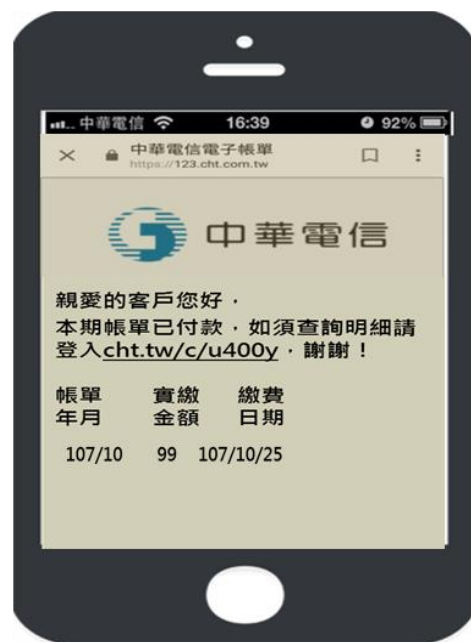 中華電信 16:39 92%
中華電信電子帳單
https://123.cht.com.tw
中華電信
親愛的客戶您好，
本期帳單已付款，如須查詢明細請
登入cht.tw/c/u400y，謝謝！
帳單 實繳 繳費
年月 金額 日期
107/10 99 107/10/25